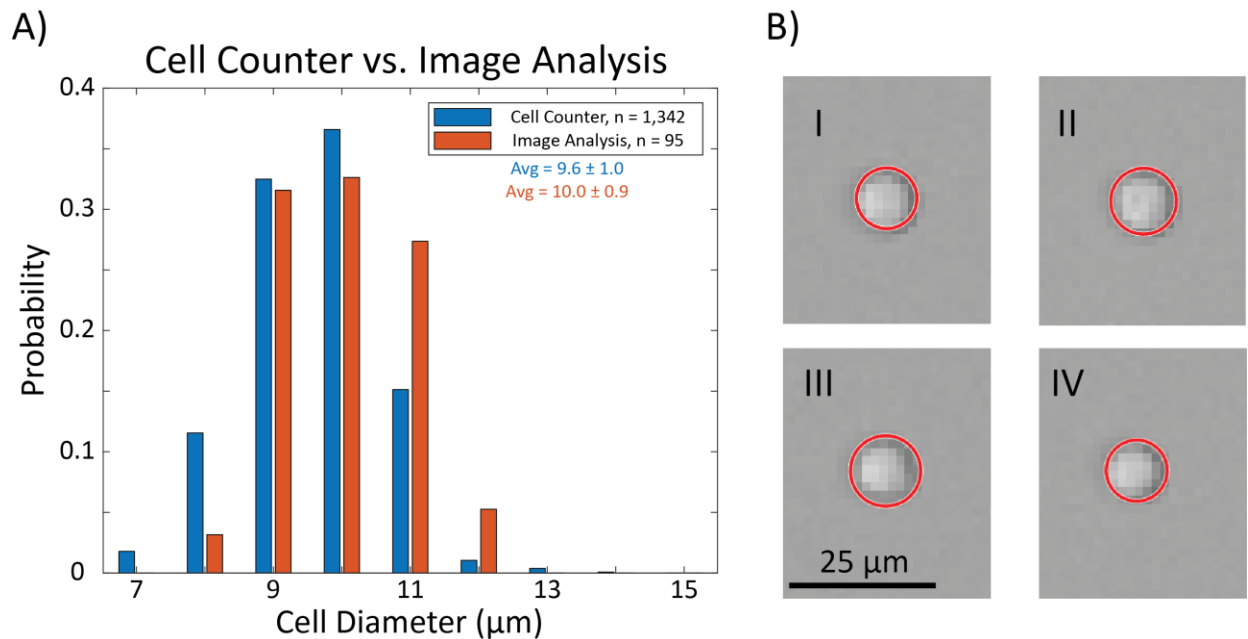 A)
Cell Counter vs. Image Analysis
0.4
0.3
0.2
0.1
0
Probability
Cell Counter, n = 1,342
Image Analysis, n = 95
Avg = 9.6 ± 1.0
Avg = 10.0 ± 0.9
7 9 11 13 15
Cell Diameter (μm)
B)
I
II
III
IV
25 μm